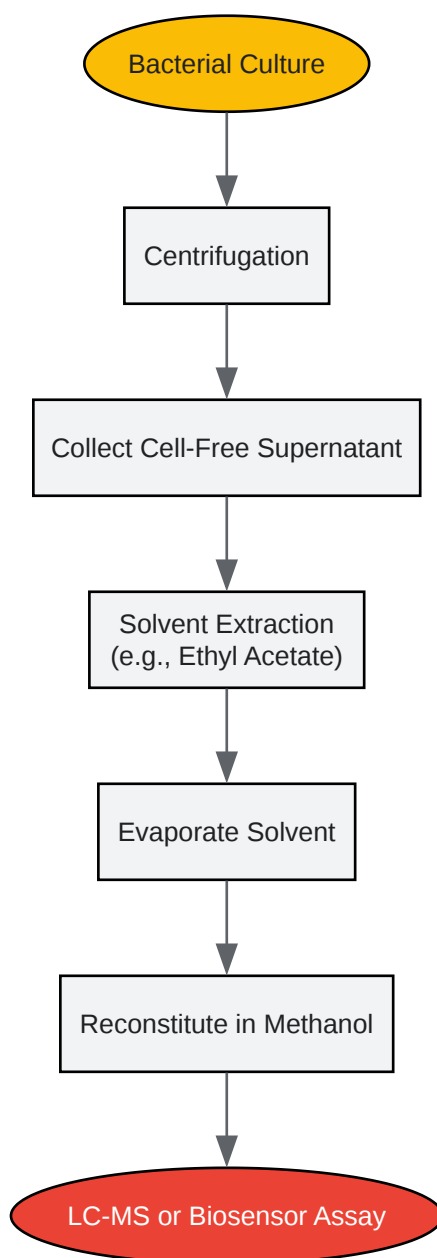 Bacterial Culture
Centrifugation
Collect Cell-Free Supernatant
Solvent Extraction
(e.g., Ethyl Acetate)
Evaporate Solvent
Reconstitute in Methanol
LC-MS or Biosensor Assay